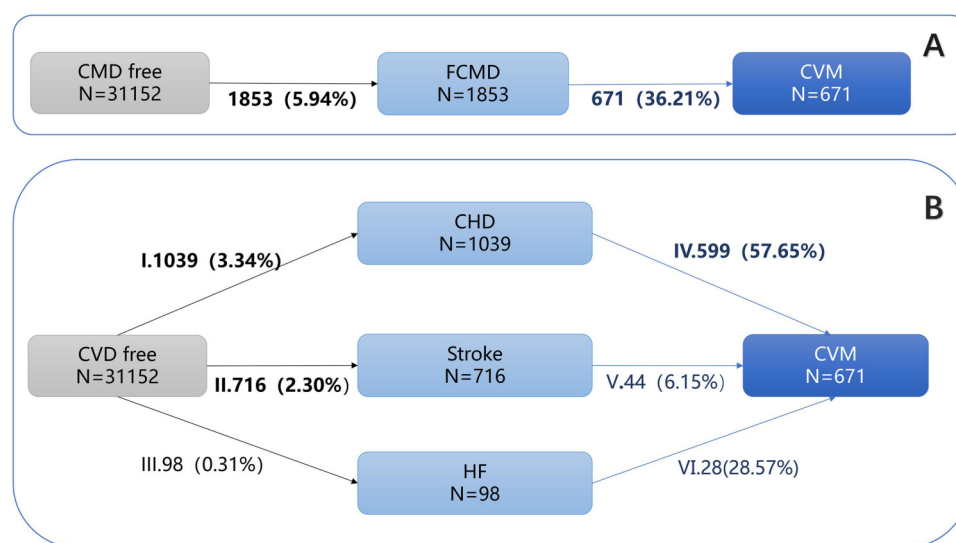 A
CMD free
N=31152
1853（5.94%）
FCMD
N=1853
671（36.21%）
CVM
N=671
B
CHD
N=1039
I.1039（3.34%）
IV.599（57.65%）
CVD free
N=31152
II.716（2.30%）
Stroke
N=716
V.44（6.15%）
CVM
N=671
III.98（0.31%）
HF
N=98
VI.28(28.57%）